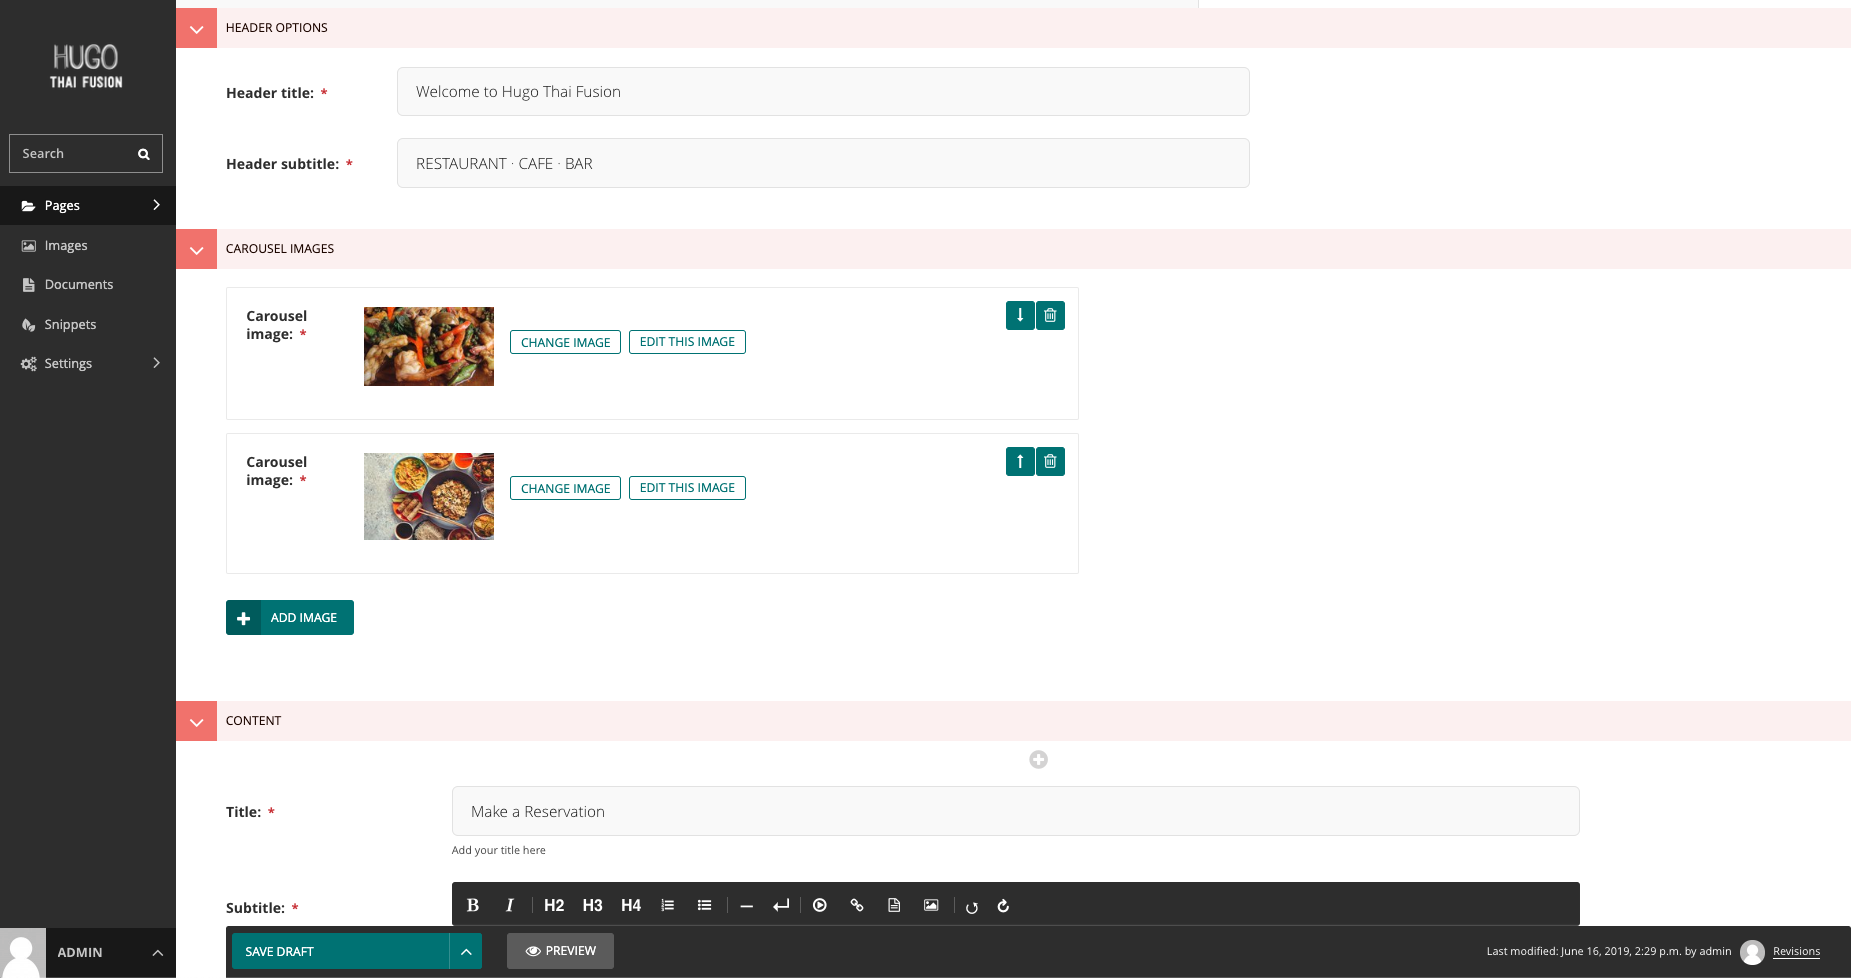 HUGO
THAI FUSION
Search
Pages
Images
Documents
Snippets
Settings
ADMIN
HEADER OPTIONS
Header title: *
Welcome to Hugo Thai Fusion
Header subtitle: *
RESTAURANT · CAFE · BAR
CAROUSEL IMAGES
Carousel
image: *
CHANGE IMAGE
EDIT THIS IMAGE
Carousel
image: *
CHANGE IMAGE
EDIT THIS IMAGE
ADD IMAGE
CONTENT
Title: *
Make a Reservation
Add your title here
Subtitle: *
B I H2 H3 H4
SAVE DRAFT
PREVIEW
Last modified: June 16, 2019, 2:29 p.m. by admin
Revisions